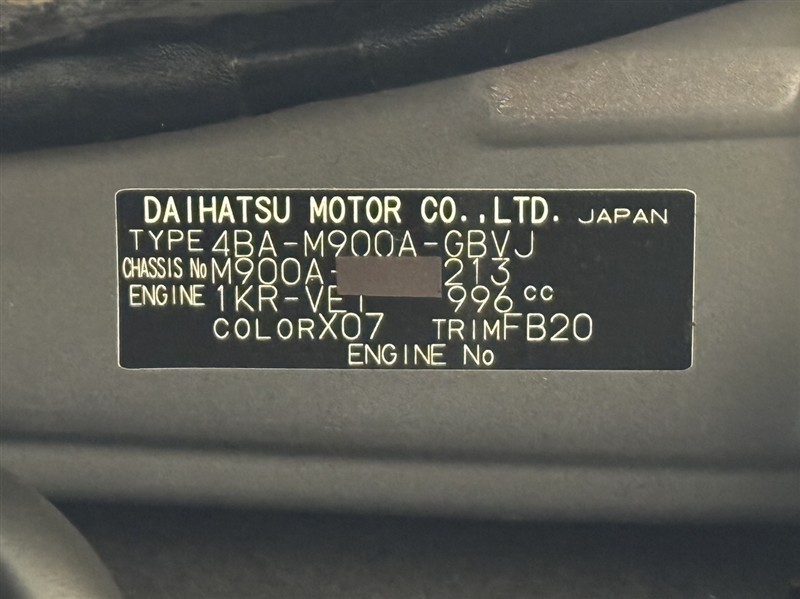 DAIHATSU MOTOR CO.,LTD. JAPAN
TYPE 4BA-M900A-GBVJ
CHASSIS No M900A- 213
ENGINE 1KR-VET 996 cc
COLOR X07 TRIM FB20
ENGINE No